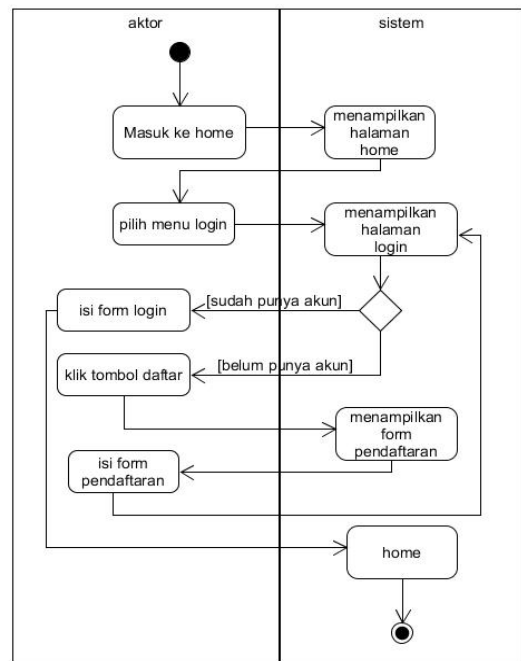 aktor
sistem
Masuk ke home
menampilkan
halaman
home
pilih menu login
menampilkan
halaman
login
isi form login
[sudah punya akun]
klik tombol daftar
[belum punya akun]
menampilkan
form
pendaftaran
isi form
pendaftaran
home